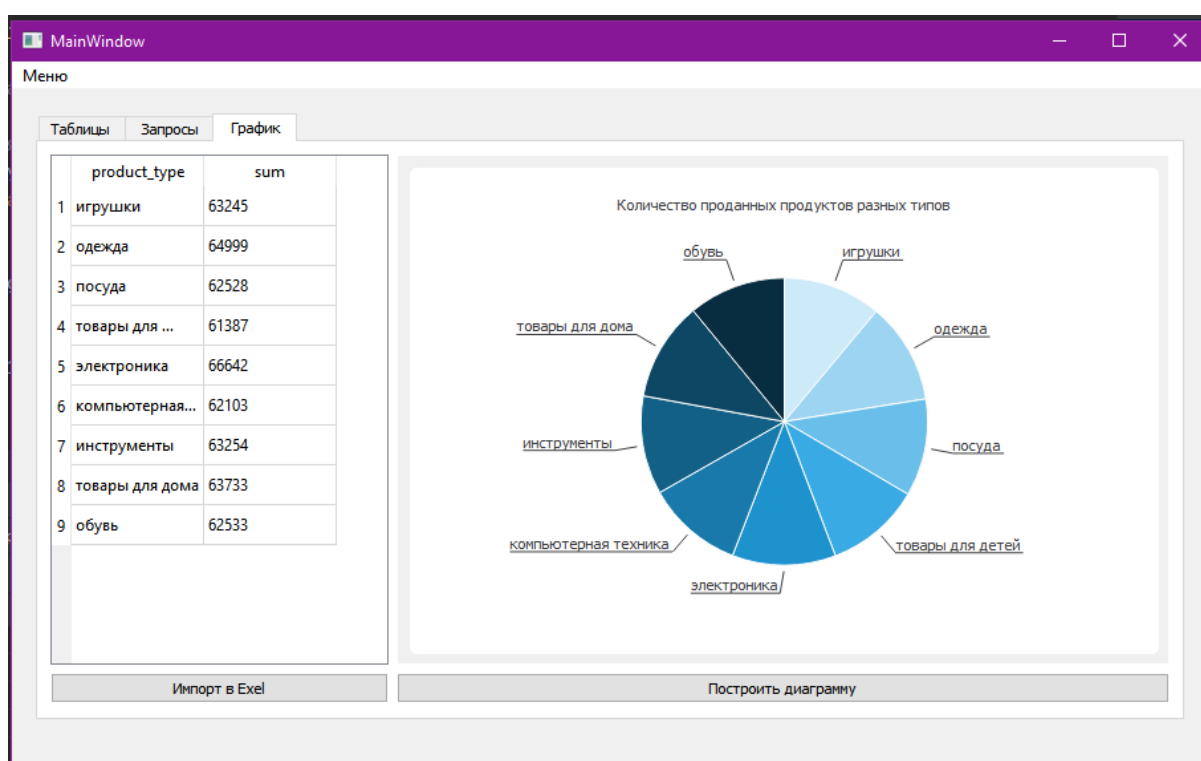 MainWindow
Меню
Таблицы Запросы График
product_type sum
1 игрушки 63245
2 одежда 64999
3 посуда 62528
4 товары для ... 61387
5 электроника 66642
6 компьютерная... 62103
7 инструменты 63254
8 товары для дома 63733
9 обувь 62533
Количество проданных продуктов разных типов
обувь игрушки
товары для дома одежда
инструменты посуда
компьютерная техника товары для детей
электроника
Импорт в Exel Построить диаграмму